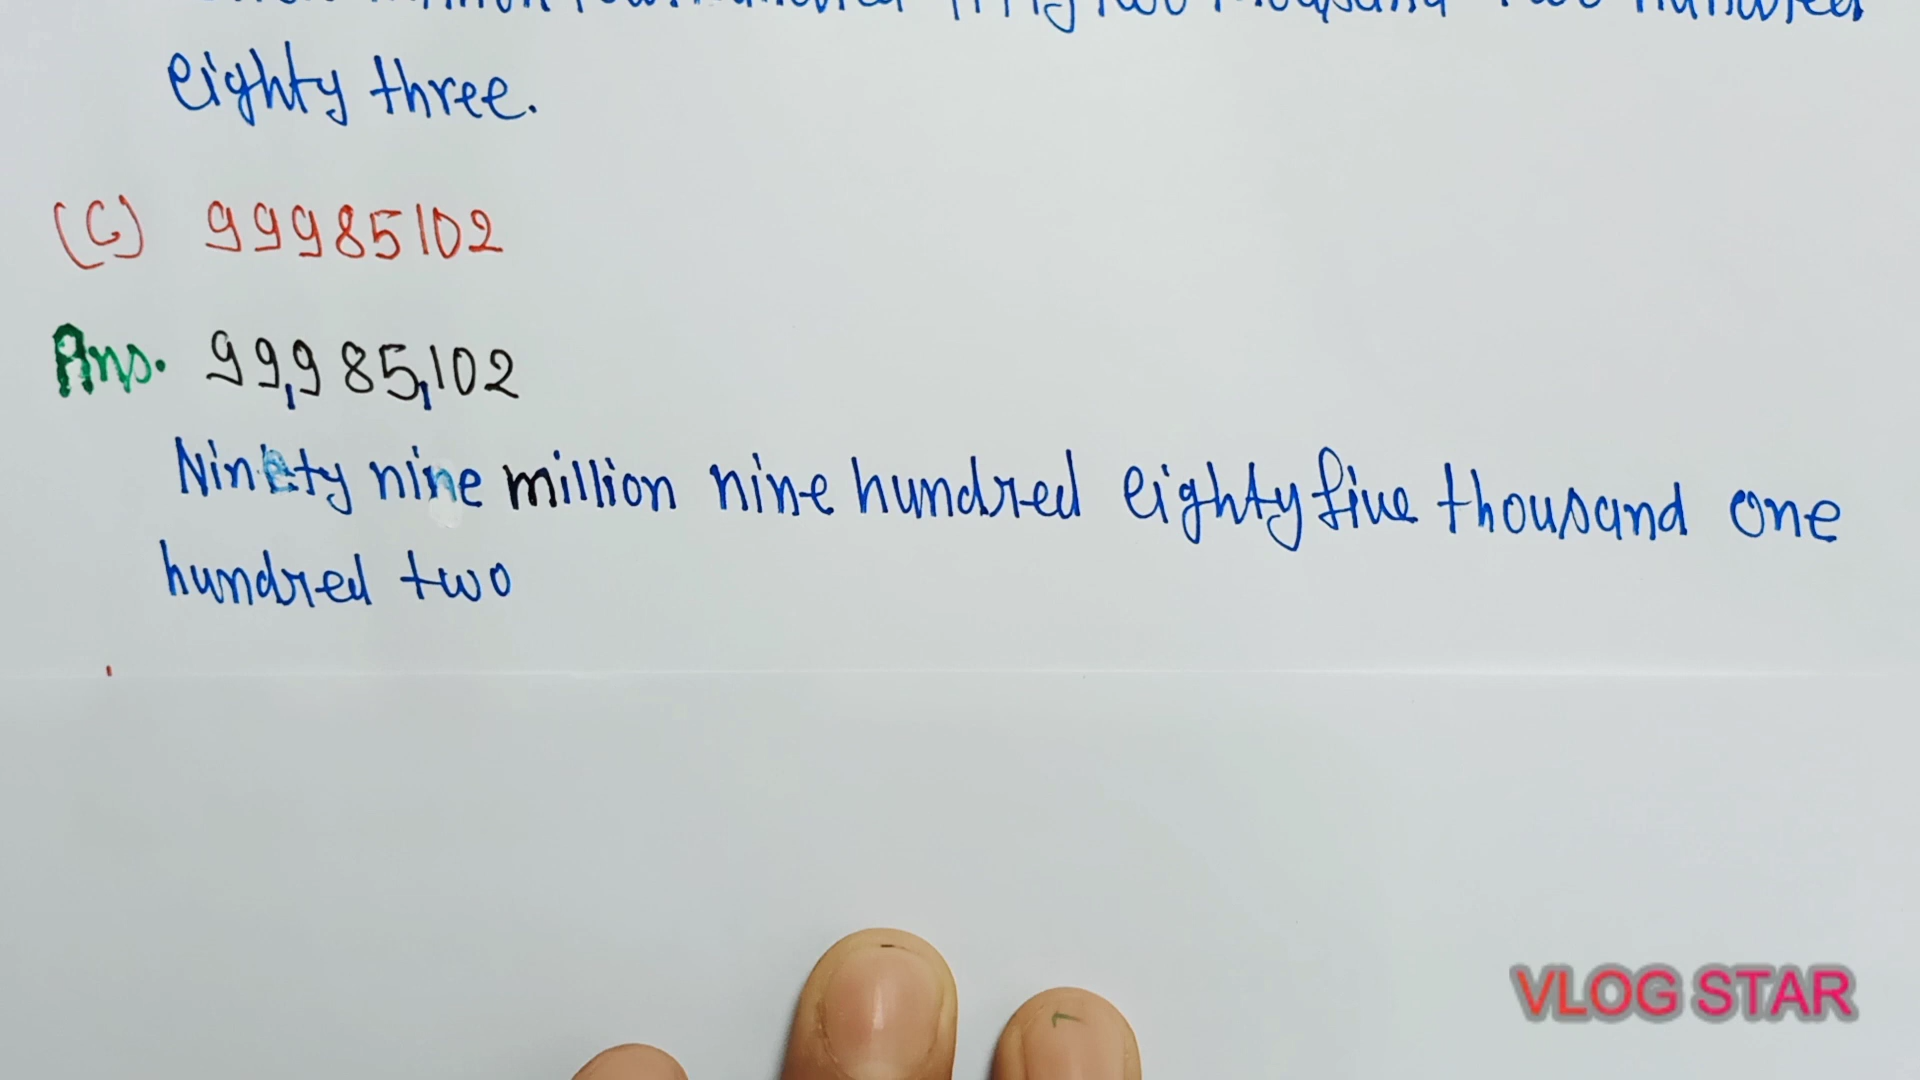 hundred
eighty three.
(C) 99985102
Ans. 99,985,102
Ninety nine million nine hundred eighty five thousand one
hundred two
VLOG STAR